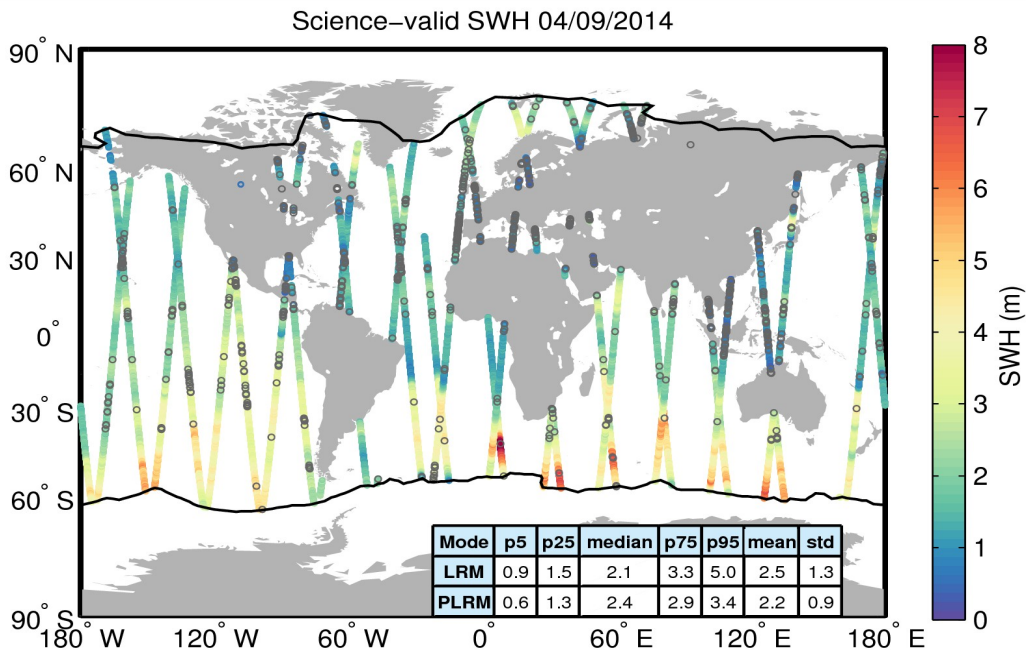 Science−valid SWH 04/09/2014
90° N
60° N
30° N
0°
30° S
60° S
90° S
180° W 120° W 60° W 0° 60° E 120° E 180° E
Mode p5 p25 median p75 p95 mean std
LRM 0.9 1.5 2.1 3.3 5.0 2.5 1.3
PLRM 0.6 1.3 2.4 2.9 3.4 2.2 0.9
8
7
6
5
4
3
2
1
0
SWH (m)